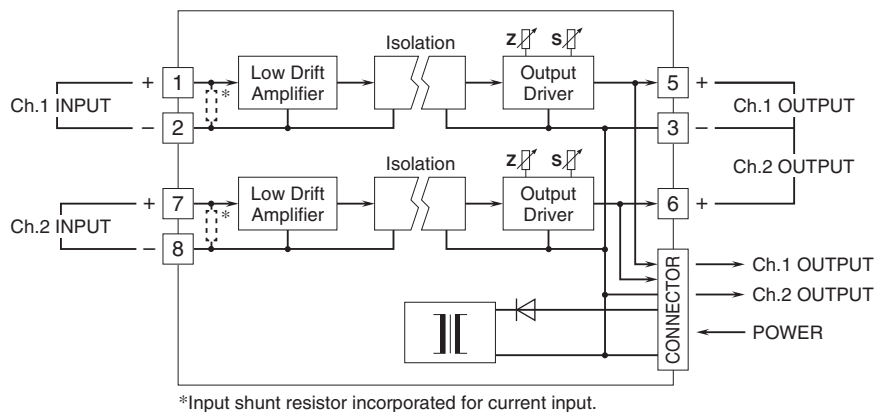 Isolation
Z S
Ch.1 INPUT
+ 1
*
− 2
Low Drift
Amplifier
Output
Driver
5 +
3 −
Ch.1 OUTPUT
Ch.2 OUTPUT
Isolation
Z S
Ch.2 INPUT
+ 7
*
− 8
Low Drift
Amplifier
Output
Driver
6 +
CONNECTOR
Ch.1 OUTPUT
Ch.2 OUTPUT
POWER
*Input shunt resistor incorporated for current input.